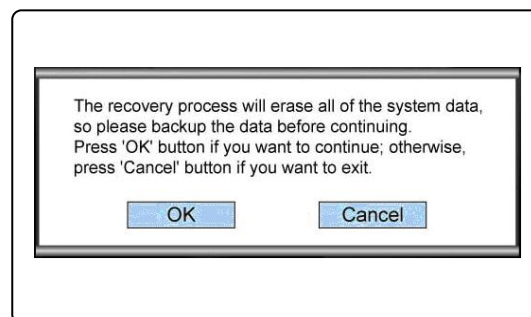 The recovery process will erase all of the system data,
so please backup the data before continuing.
Press 'OK' button if you want to continue; otherwise,
press 'Cancel' button if you want to exit.
OK Cancel